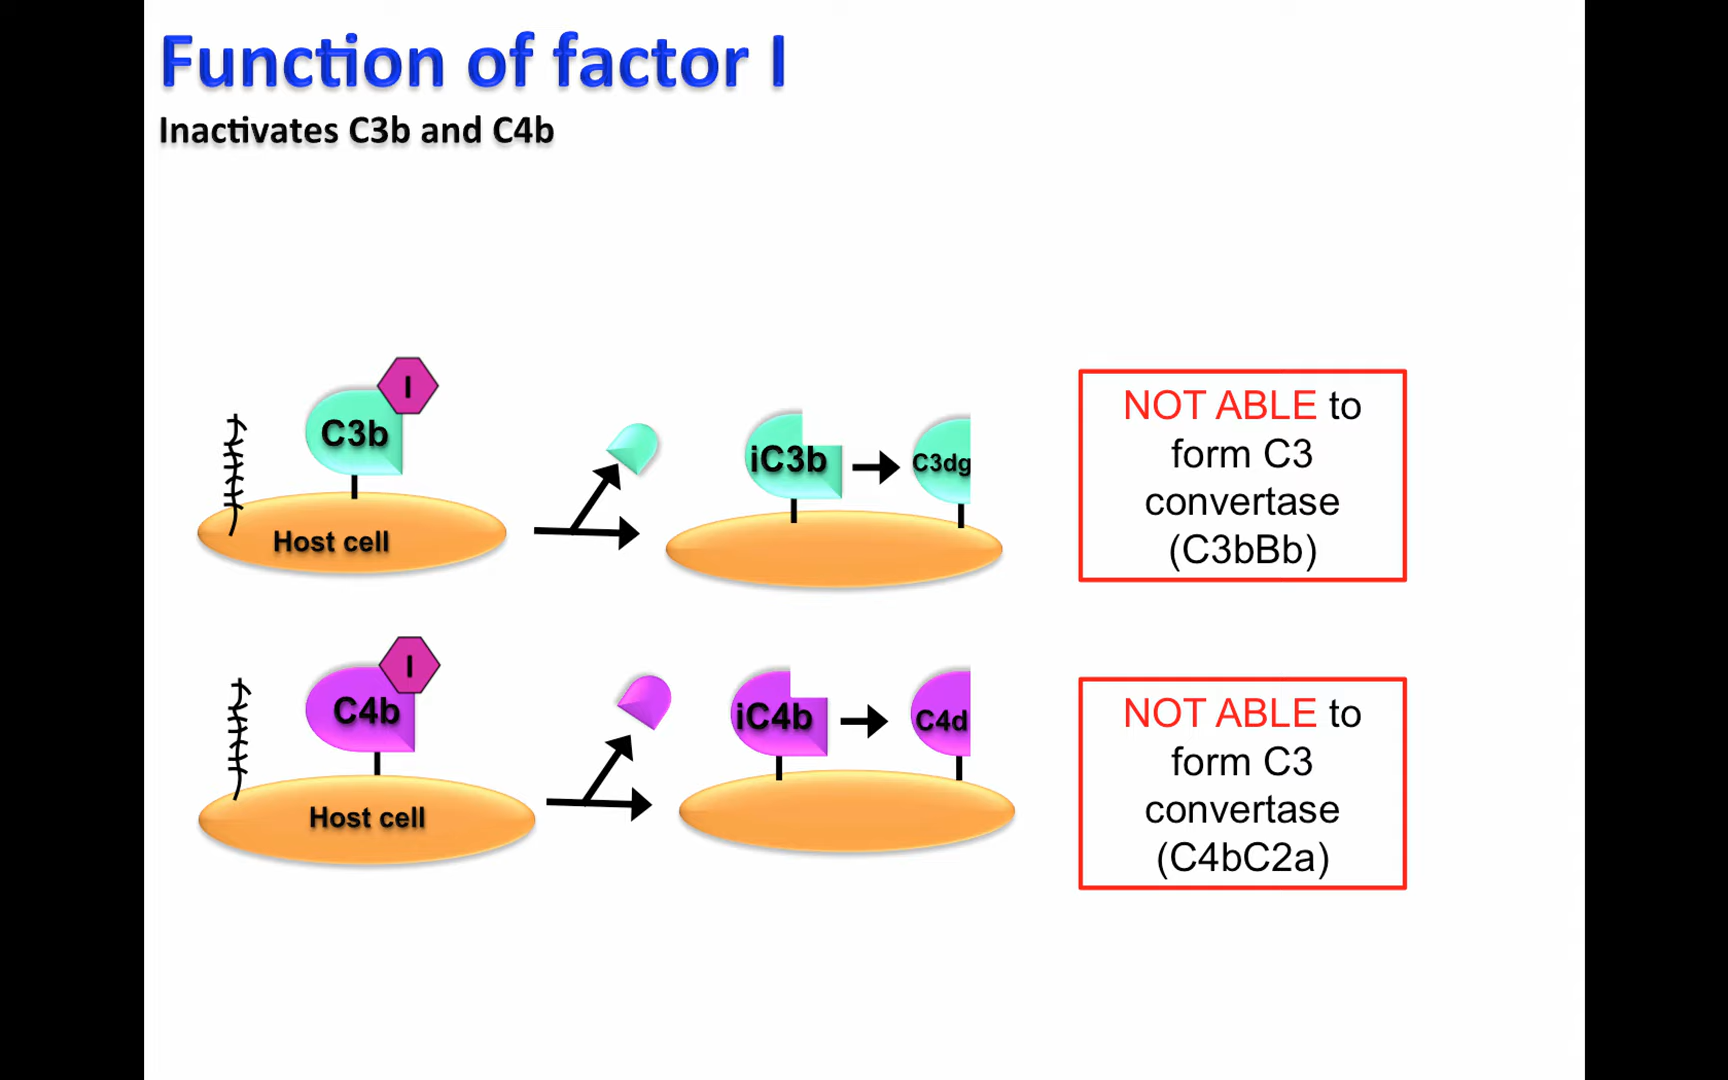 Function of factor I
Inactivates C3b and C4b
I
C3b
Host cell
iC3b
C3dg
NOT ABLE to
form C3
convertase
(C3bBb)
I
C4b
Host cell
iC4b
C4d
NOT ABLE to
form C3
convertase
(C4bC2a)